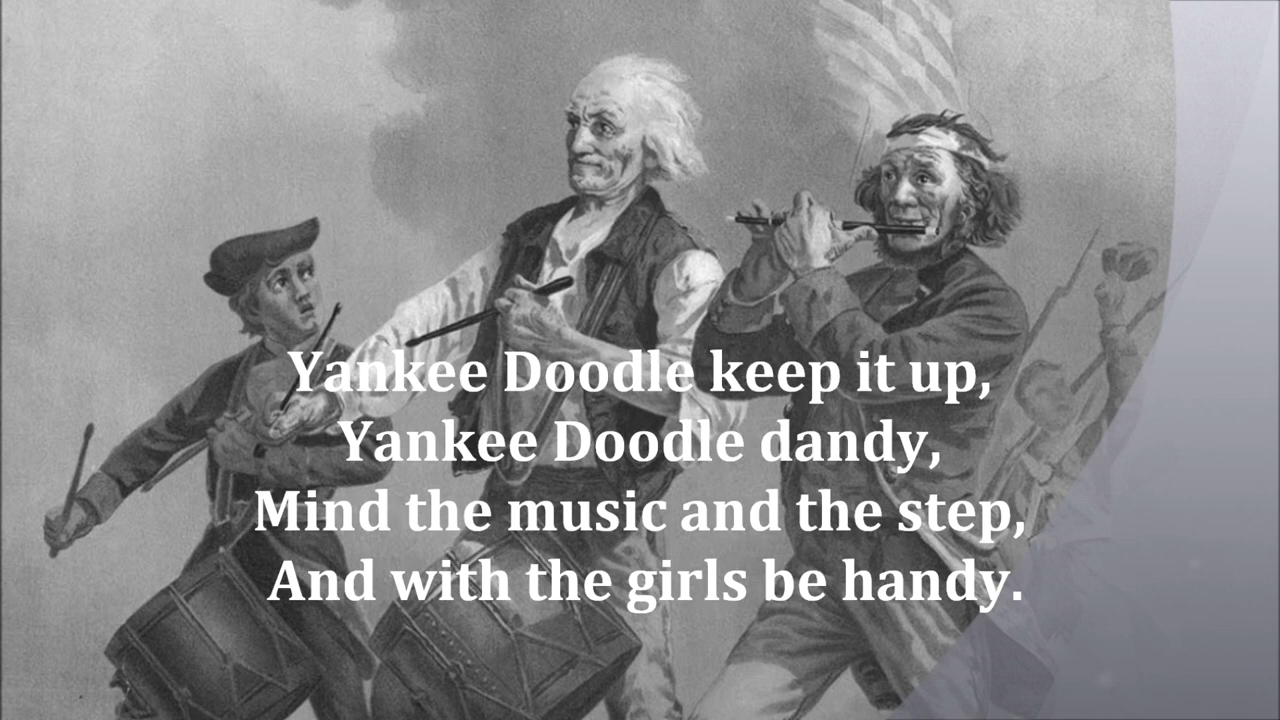 Yankee Doodle keep it up,
Yankee Doodle dandy,
Mind the music and the step,
And with the girls be handy.